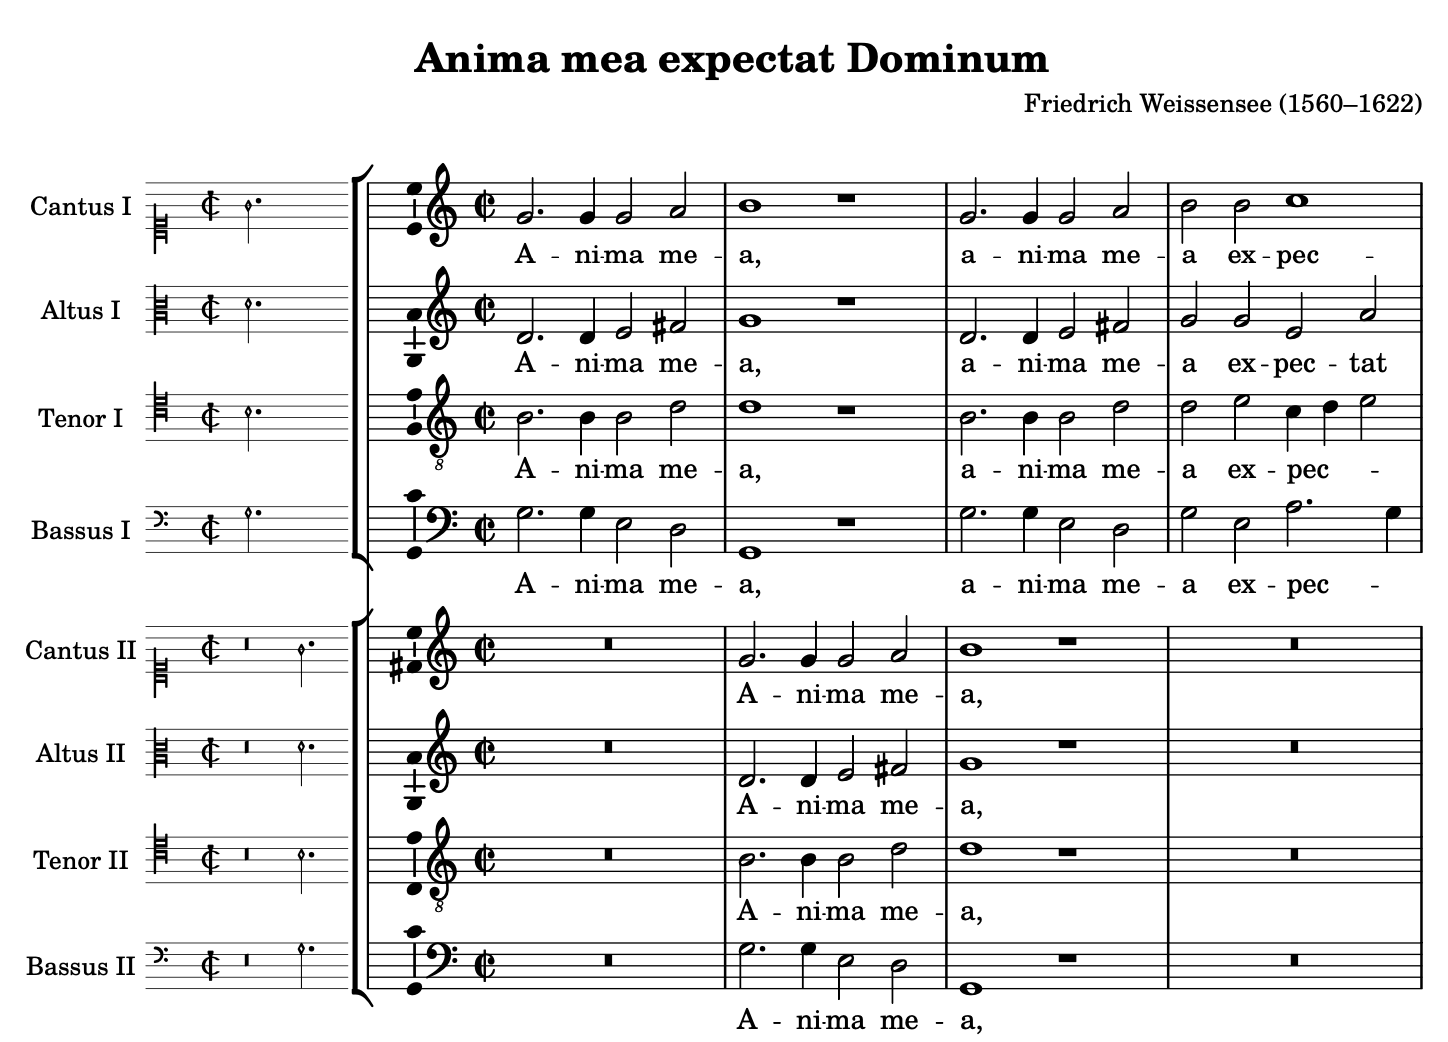 Anima mea expectat Dominum
Friedrich Weissensee (1560–1622)
Cantus I
A - ni-ma me - a, a - ni-ma me - a ex-pec -
Altus I
A - ni-ma me - a, a - ni-ma me - a ex-pec - tat
Tenor I
8
A - ni-ma me - a, a - ni-ma me - a ex - pec -
Bassus I
A - ni-ma me - a, a - ni-ma me - a ex - pec -
Cantus II
A - ni-ma me - a,
Altus II
A - ni-ma me - a,
Tenor II
8
A - ni-ma me - a,
Bassus II
A - ni-ma me - a,